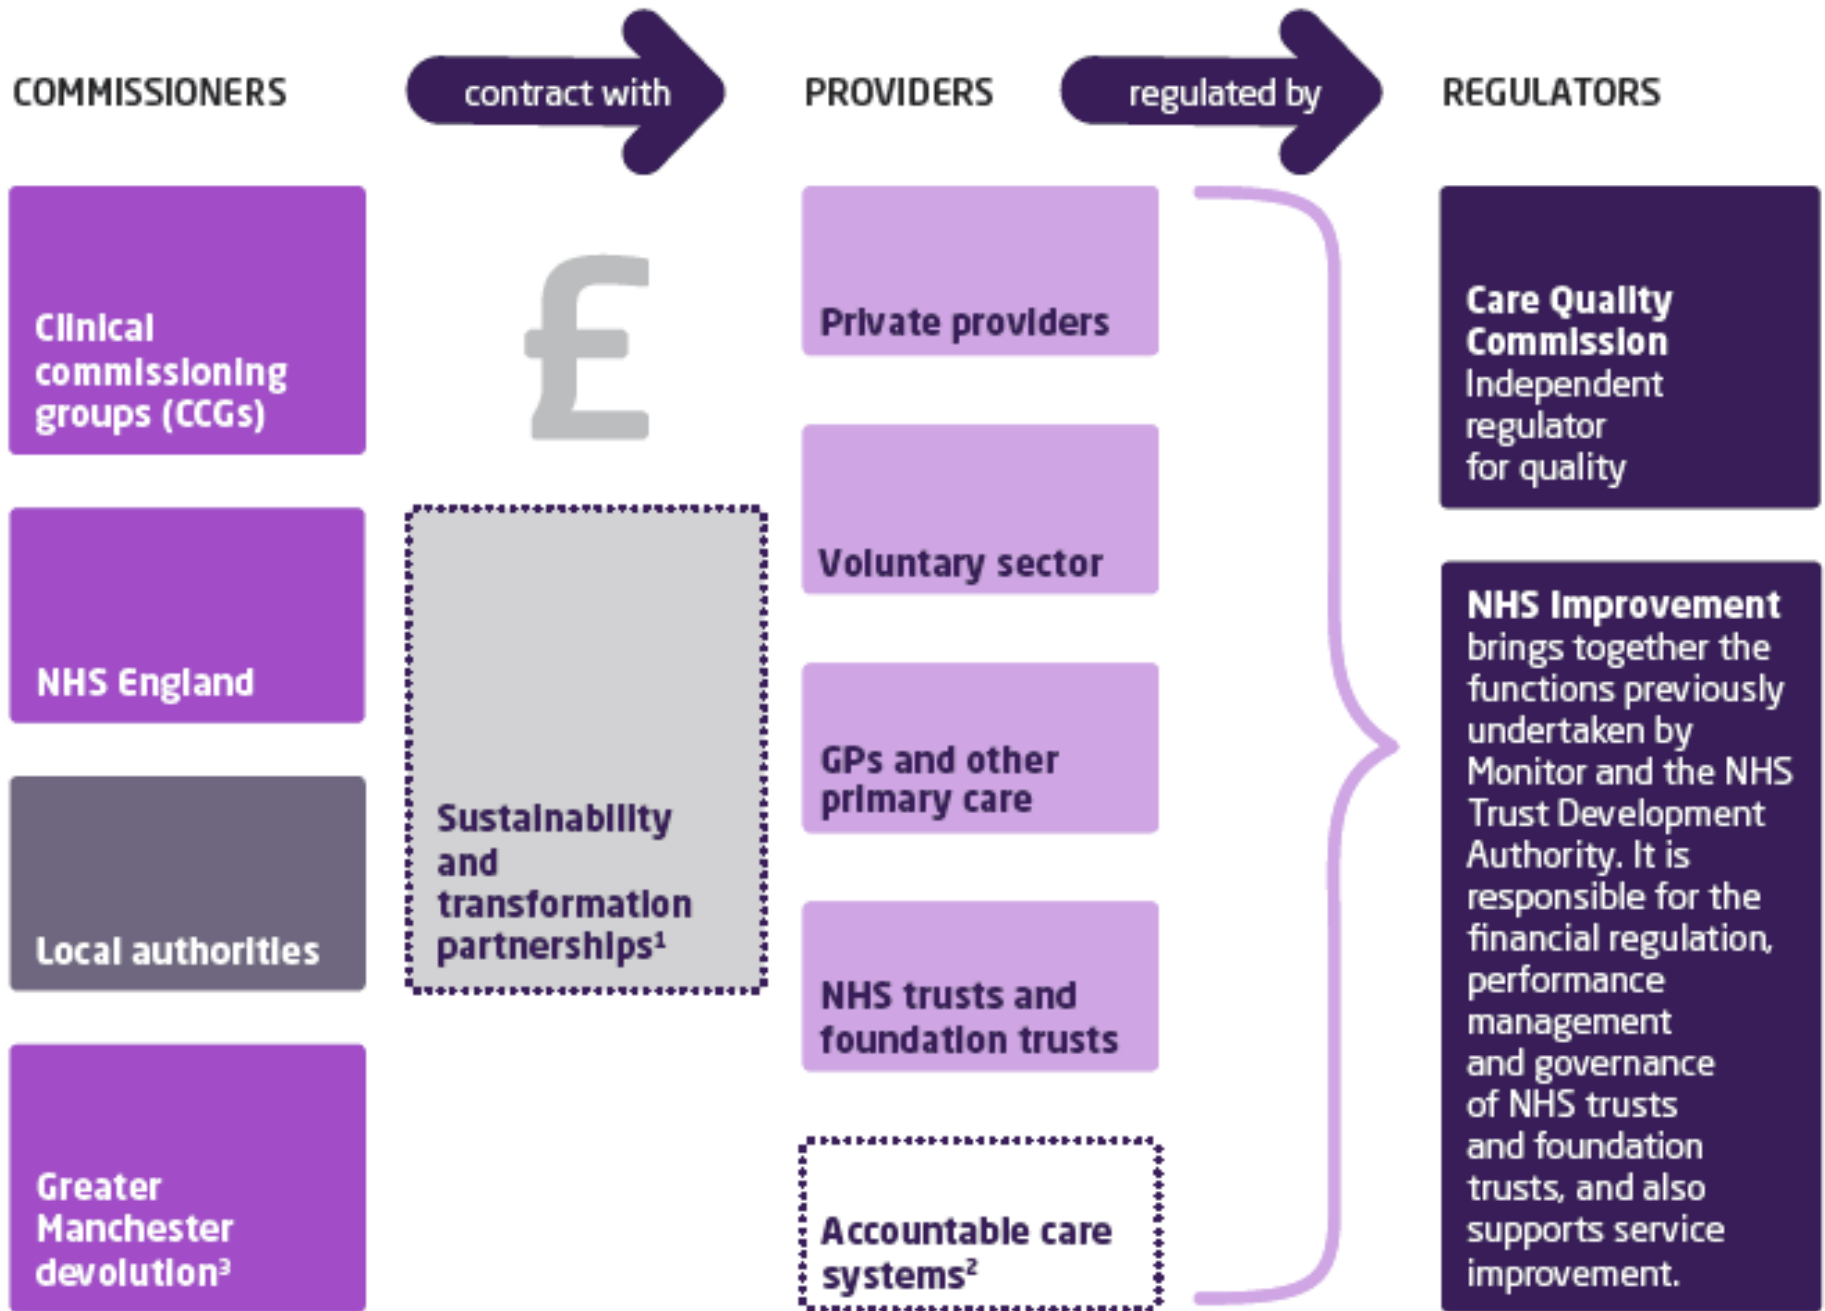 COMMISSIONERS
contract with
PROVIDERS
regulated by
REGULATORS
Clinical
commissioning
groups (CCGs)
NHS England
Local authorities
Greater
Manchester
devolution³
£
Sustainability
and
transformation
partnerships¹
Private providers
Voluntary sector
GPs and other
primary care
NHS trusts and
foundation trusts
Accountable care
systems²
Care Quality
Commission
Independent
regulator
for quality
NHS Improvement
brings together the
functions previously
undertaken by
Monitor and the NHS
Trust Development
Authority. It is
responsible for the
financial regulation,
performance
management
and governance
of NHS trusts
and foundation
trusts, and also
supports service
improvement.